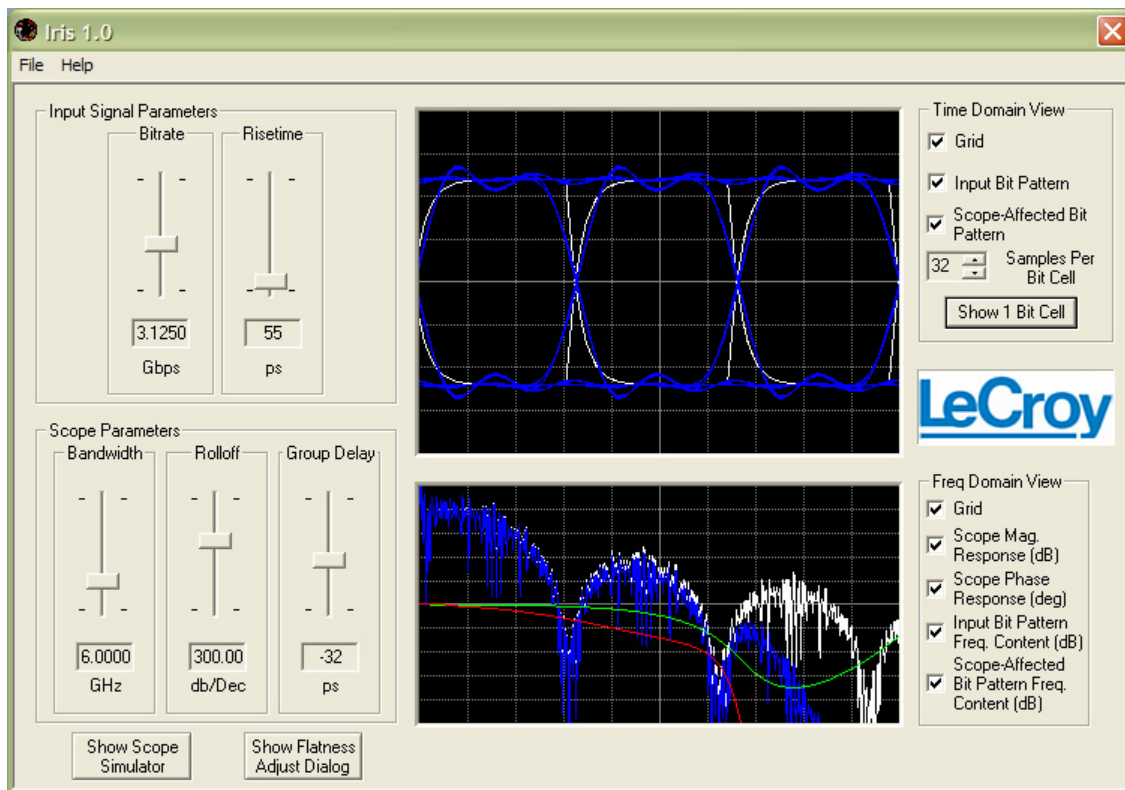 Iris 1.0
File Help
Input Signal Parameters
Bitrate
Risetime
3.1250
55
Gbps
ps
Scope Parameters
Bandwidth
Rolloff
Group Delay
6.0000
300.00
-32
GHz
db/Dec
ps
Show Scope
Simulator
Show Flatness
Adjust Dialog
Time Domain View
Grid
Input Bit Pattern
Scope-Affected Bit
Pattern
32
Samples Per
Bit Cell
Show 1 Bit Cell
LeCroy
Freq Domain View
Grid
Scope Mag.
Response (dB)
Scope Phase
Response (deg)
Input Bit Pattern
Freq. Content (dB)
Scope-Affected
Bit Pattern Freq.
Content (dB)